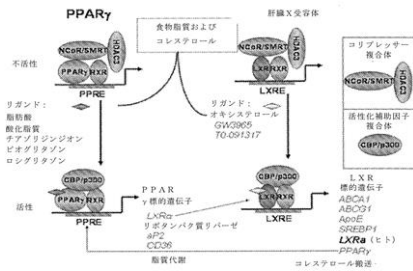 PPARγ
食物脂質および
コレステロール
肝臓X受容体
NCoR/SMRT
HDAC3
PPARγ RXR
PPRE
不活性
NCoR/SMRT
HDAC3
LXR RXR
LXRE
コリプレッサー
複合体
NCoR/SMRT
HDAC3
活性化補助因子
複合体
CBP/p300
リガンド：
脂肪酸
酸化脂質
チアゾリジンジオン
ピオグリタゾン
ロシグリタゾン
リガンド：
オキシステロール
GW3965
TO-091317
CBP/p300
PPARγ RXR
PPRE
活性
PPAR
γ標的遺伝子
LXRα
リポタンパク質リパーゼ
aP2
CD36
CBP/p300
LXR RXR
LXRE
LXR
標的遺伝子
ABCA1
ABCG1
ApoE
SREBP1
LXRα（ヒト）
PPARγ
脂質代謝
コレステロール搬送